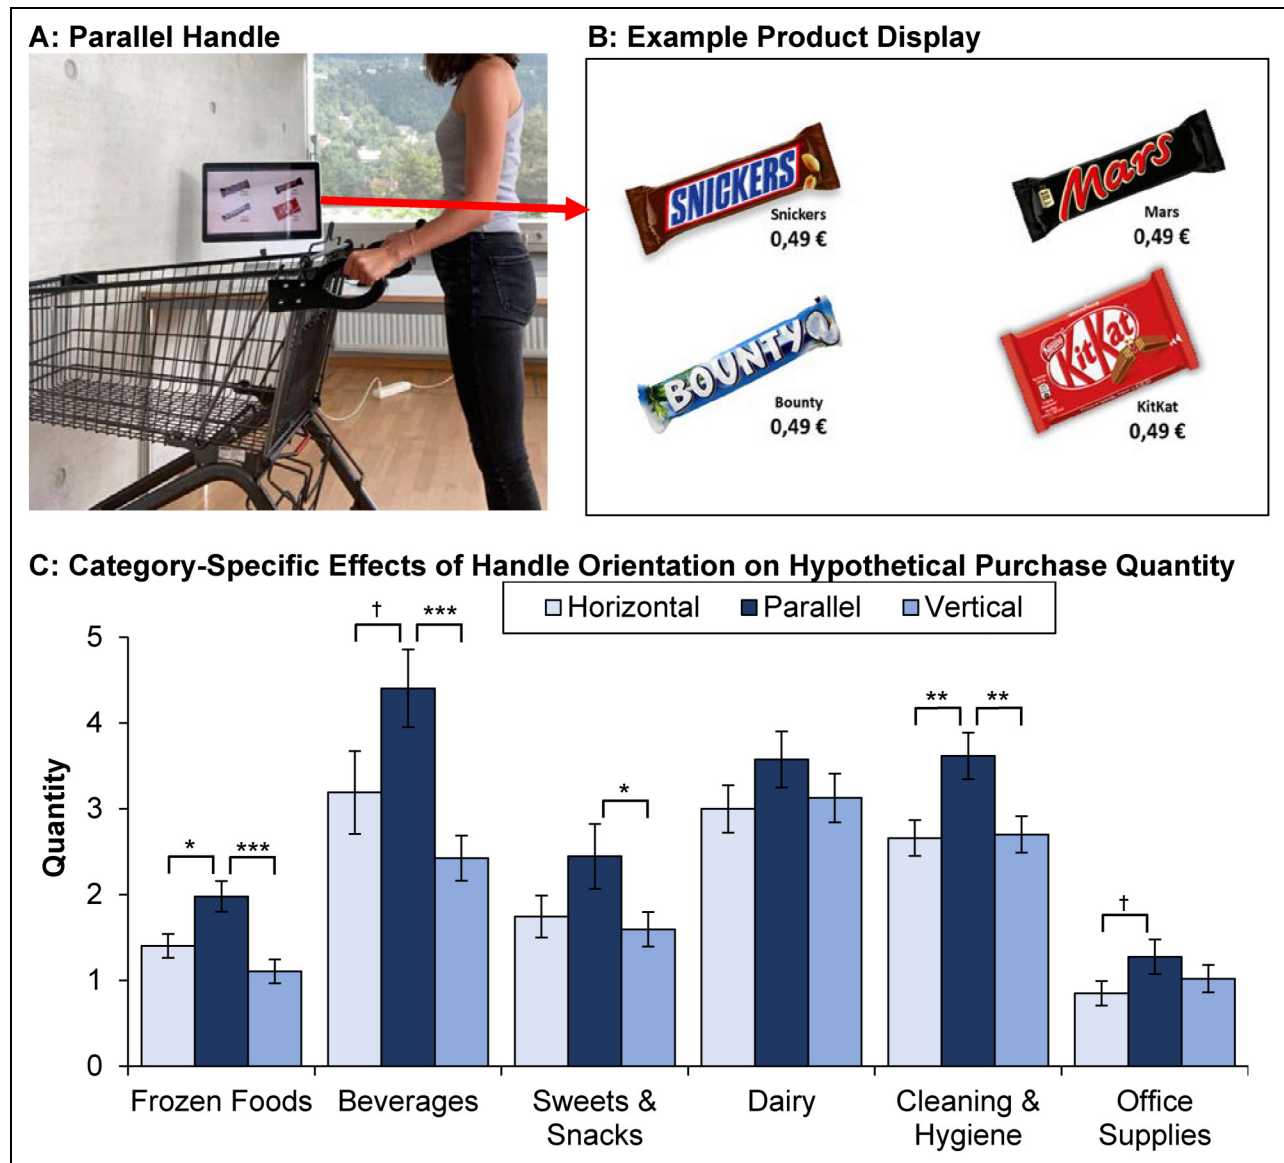 A: Parallel Handle
B: Example Product Display
SNICKERS
Snickers
0,49 €
Mars
Mars
0,49 €
BOUNTY
Bounty
0,49 €
Nestlé
KitKat
KitKat
0,49 €
C: Category-Specific Effects of Handle Orientation on Hypothetical Purchase Quantity
Horizontal Parallel Vertical
Quantity
5
4
3
2
1
0
* ***
† ***
*
** **
†
Frozen Foods
Beverages
Sweets &
Snacks
Dairy
Cleaning &
Hygiene
Office
Supplies